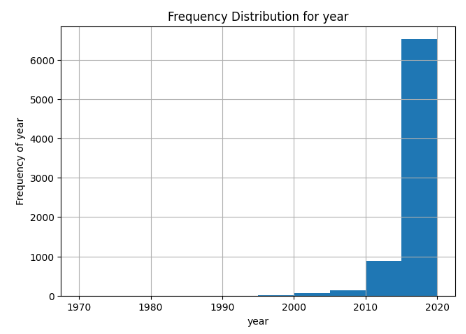 Frequency Distribution for year
Frequency of year
6000
5000
4000
3000
2000
1000
0
1970 1980 1990 2000 2010 2020
year